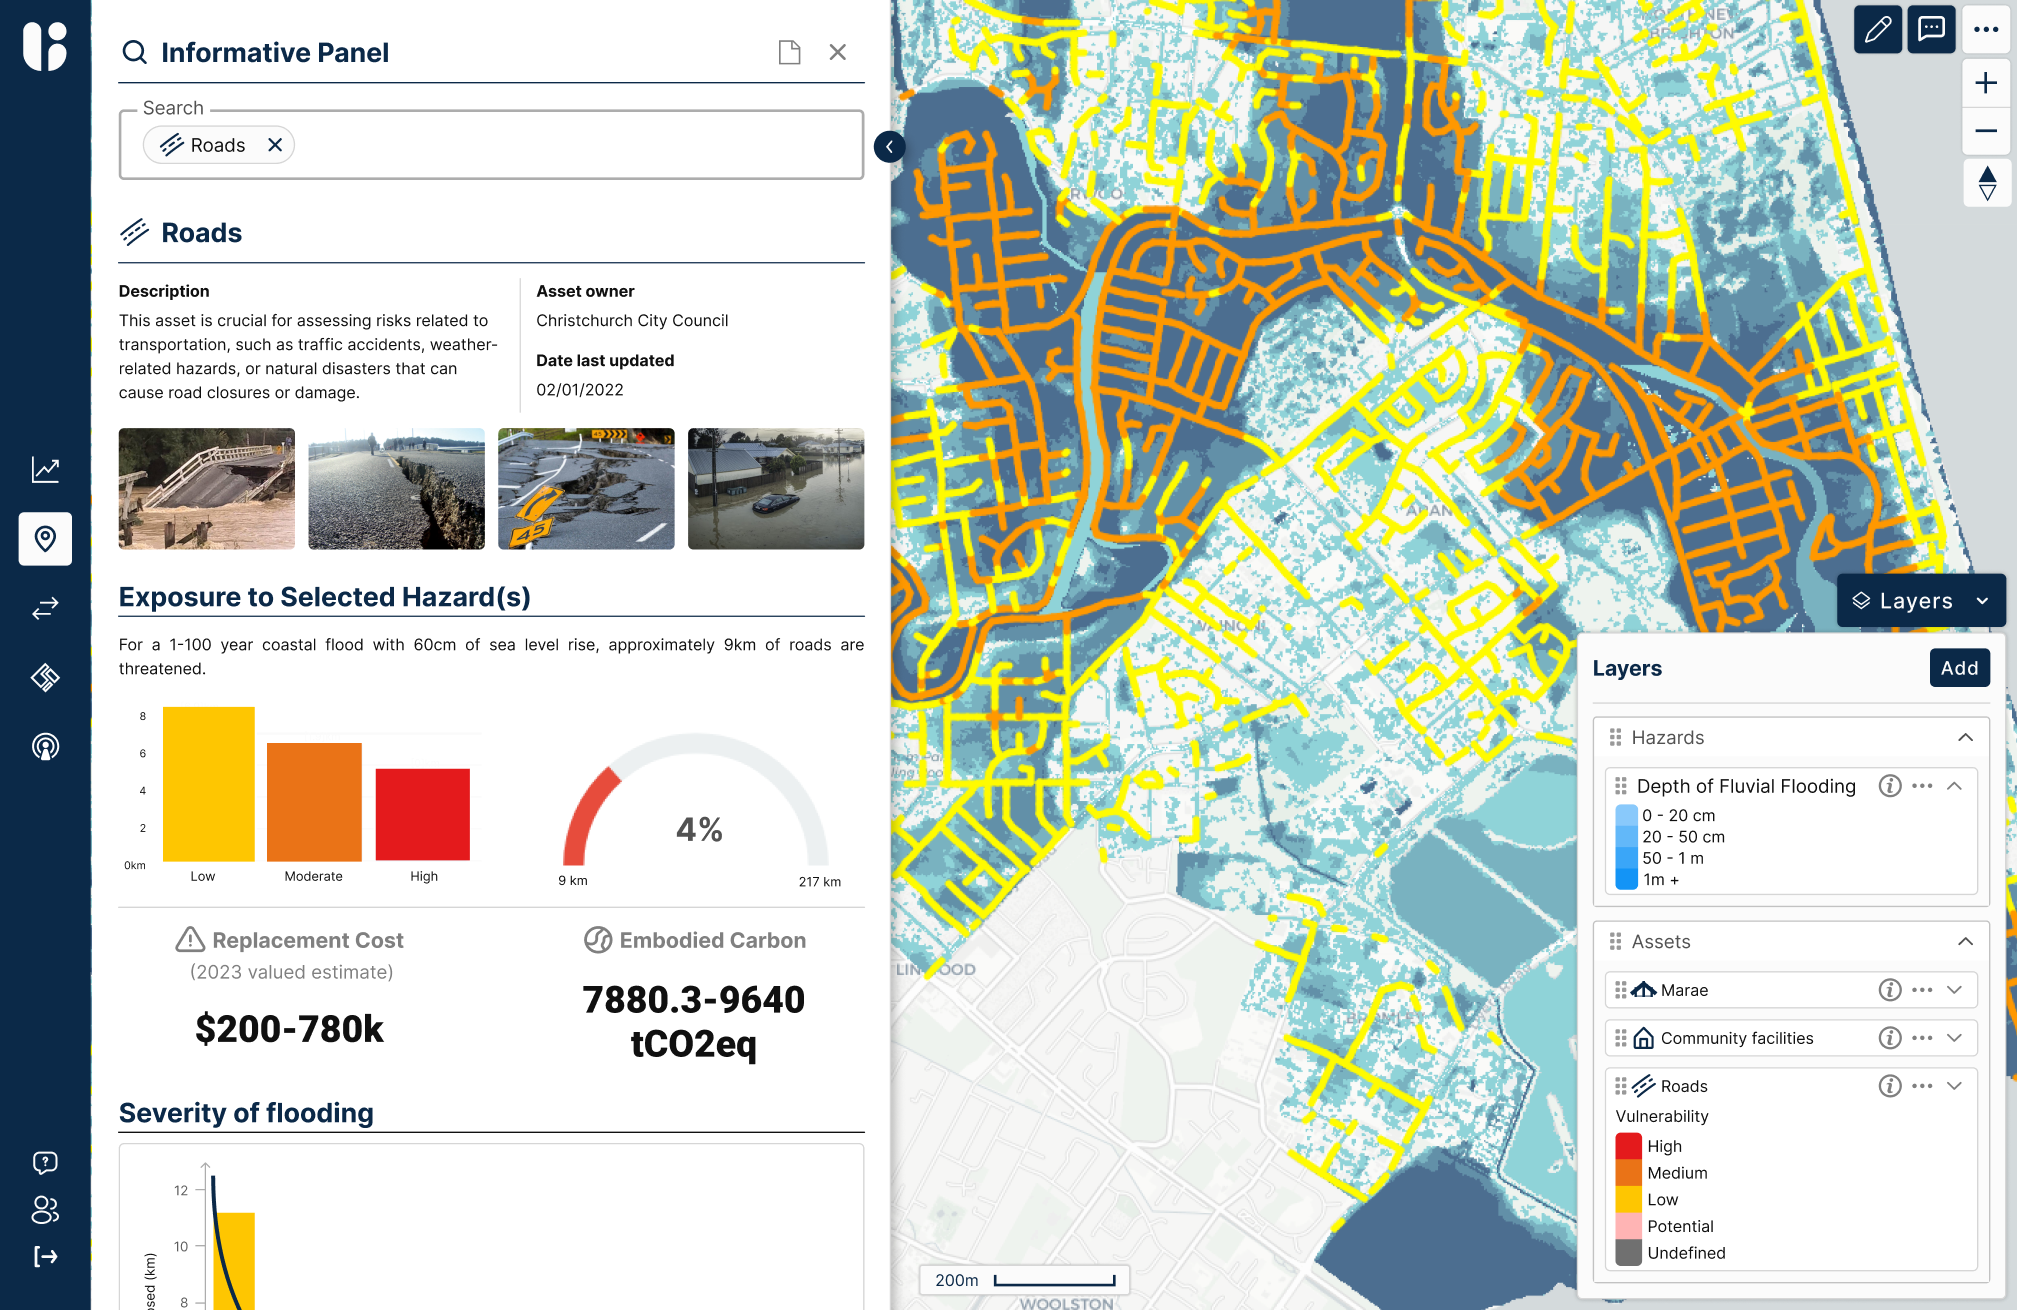 Informative Panel
Search
Roads
Roads
Description
This asset is crucial for assessing risks related to
transportation, such as traffic accidents, weather-
related hazards, or natural disasters that can
cause road closures or damage.
Asset owner
Christchurch City Council
Date last updated
02/01/2022
45
Exposure to Selected Hazard(s)
For a 1-100 year coastal flood with 60cm of sea level rise, approximately 9km of roads are
threatened.
8
6
4
2
0km
Low
Moderate
High
4%
9 km
217 km
Replacement Cost
(2023 valued estimate)
$200-780k
Embodied Carbon
7880.3-9640
tCO2eq
Severity of flooding
12
10
8
(km)
BROMLEY
WOOLSTON
200m
Layers
Layers
Add
Hazards
Depth of Fluvial Flooding
0 - 20 cm
20 - 50 cm
50 - 1 m
1m +
Assets
Marae
Community facilities
Roads
Vulnerability
High
Medium
Low
Potential
Undefined